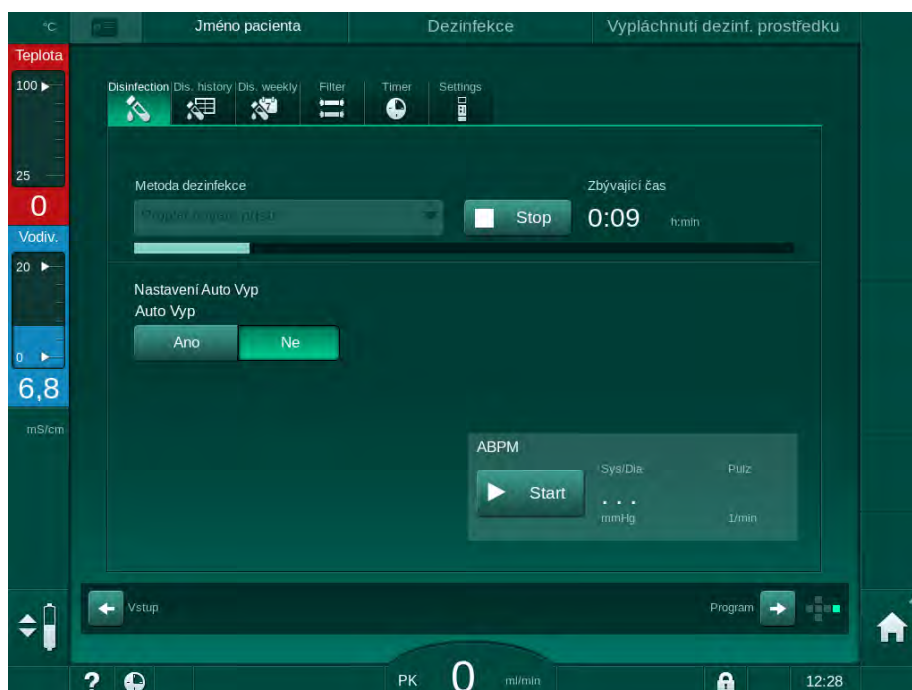 °C Jméno pacienta Dezinfekce Vypláchnutí dezinf. prostředku
Teplota
100
Disinfection Dis. history Dis. weekly Filter Timer Settings
7
25
Metoda dezinfekce Zbývající čas
0
Stop 0:09 h:min
Vodiv.
20
Nastavení Auto Vyp
Auto Vyp
Ano Ne
0
6,8
mS/cm
ABPM
Sys/Dia Pulz
Start . . .
mmHg 1/min
Vstup Program
? PK 0 ml/min 12:28